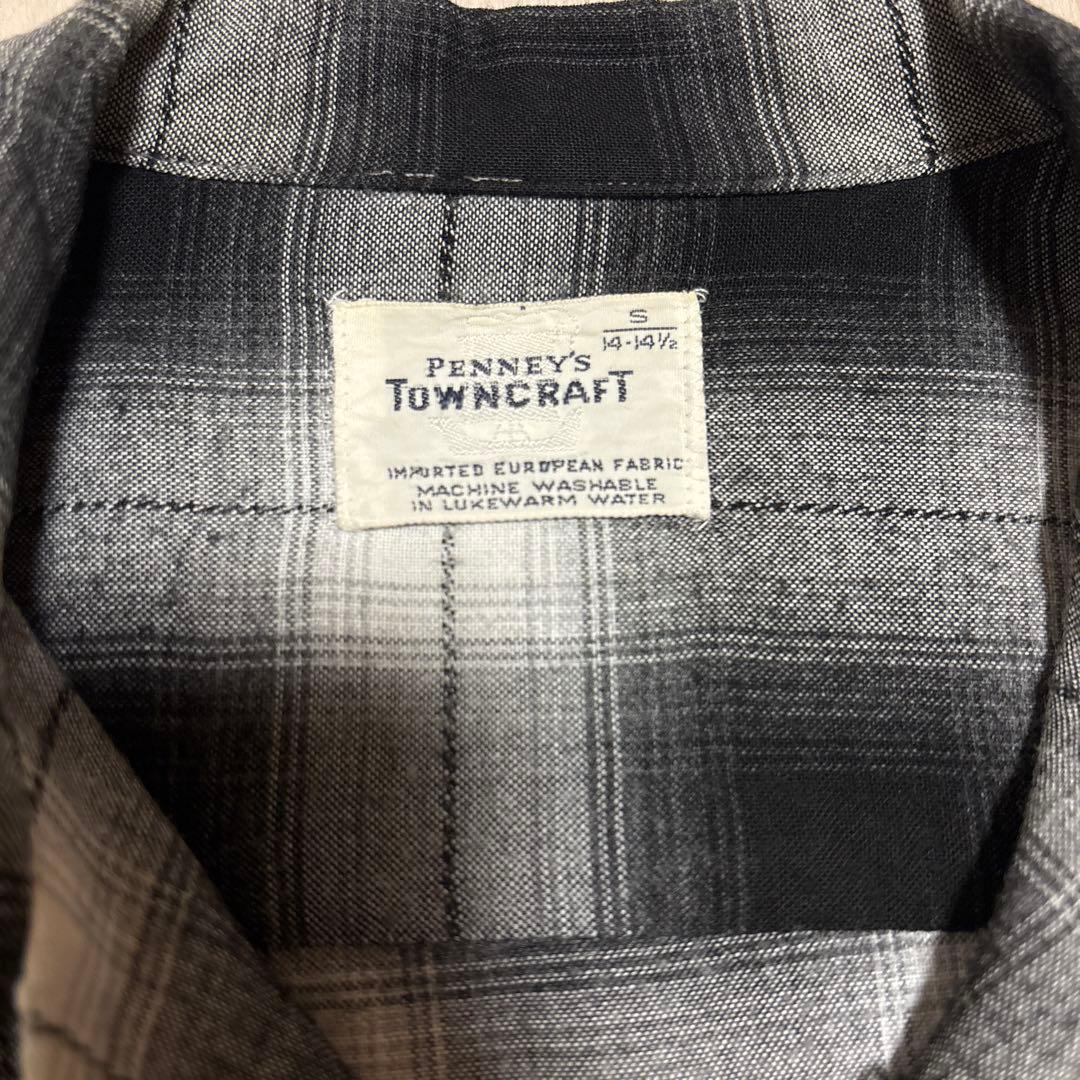 S
14-14½
PENNEY'S
TOWNCRAFT
IMPORTED EUROPEAN FABRIC
MACHINE WASHABLE
IN LUKEWARM WATER